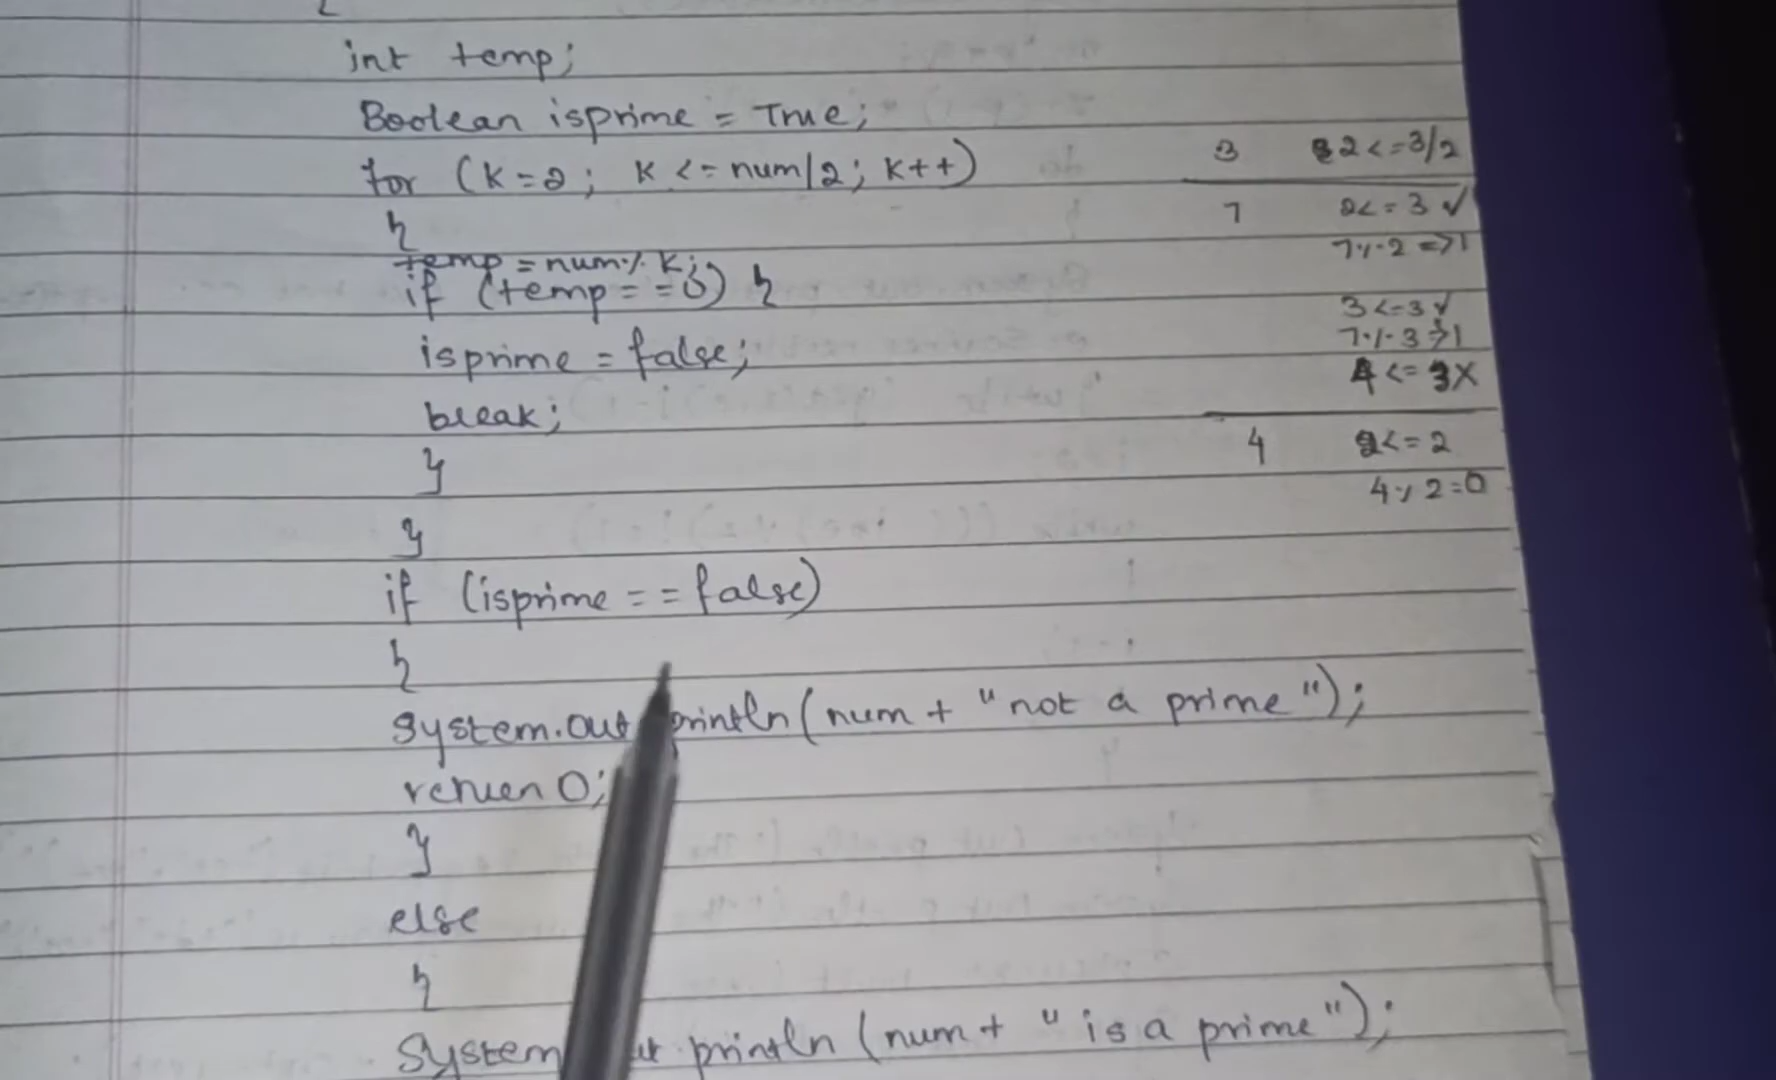 int temp;
Boolean isprime = True;
for (k=2; k <= num/2; k++)
{
temp = num % k;
if (temp == 0) {
isprime = false;
break;
}
}
if (isprime == false)
{
System.out println(num + "not a prime");
return 0;
}
else
{
System println (num + "is a prime");
3 2 <= 3/2
7 2 <= 3 ✓
7 % 2 => 1
3 <= 3 ✓
7 % 3 => 1
4 <= 3 X
4 2 <= 2
4 % 2 = 0